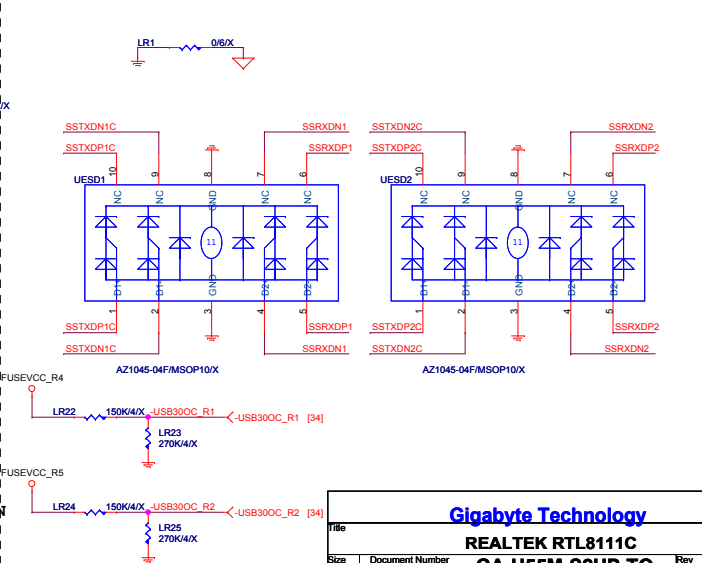 LR1 0/6/X
/X
SSTXDN1C SSRXDN1 SSTXDN2C SSRXDN2
SSTXDP1C SSRXDP1 SSTXDP2C SSRXDP2
10 9 8 7 6 10 9 8 7 6
UESD1 UESD2
NC NC GND NC NC NC NC GND NC NC
11 11
D1+ D1- GND D2+ D2- D1+ D1- GND D2+ D2-
1 2 3 4 5 1 2 3 4 5
SSTXDP1C SSRXDP1 SSTXDP2C SSRXDP2
SSTXDN1C SSRXDN1 SSTXDN2C SSRXDN2
AZ1045-04F/MSOP10/X AZ1045-04F/MSOP10/X
FUSEVCC_R4
LR22 150K/4/X -USB30OC_R1 -USB30OC_R1 [34]
LR23
270K/4/X
FUSEVCC_R5
N
LR24 150K/4/X -USB30OC_R2 -USB30OC_R2 [34]
LR25
270K/4/X
Gigabyte Technology
Title
REALTEK RTL8111C
Size Document Number Rev